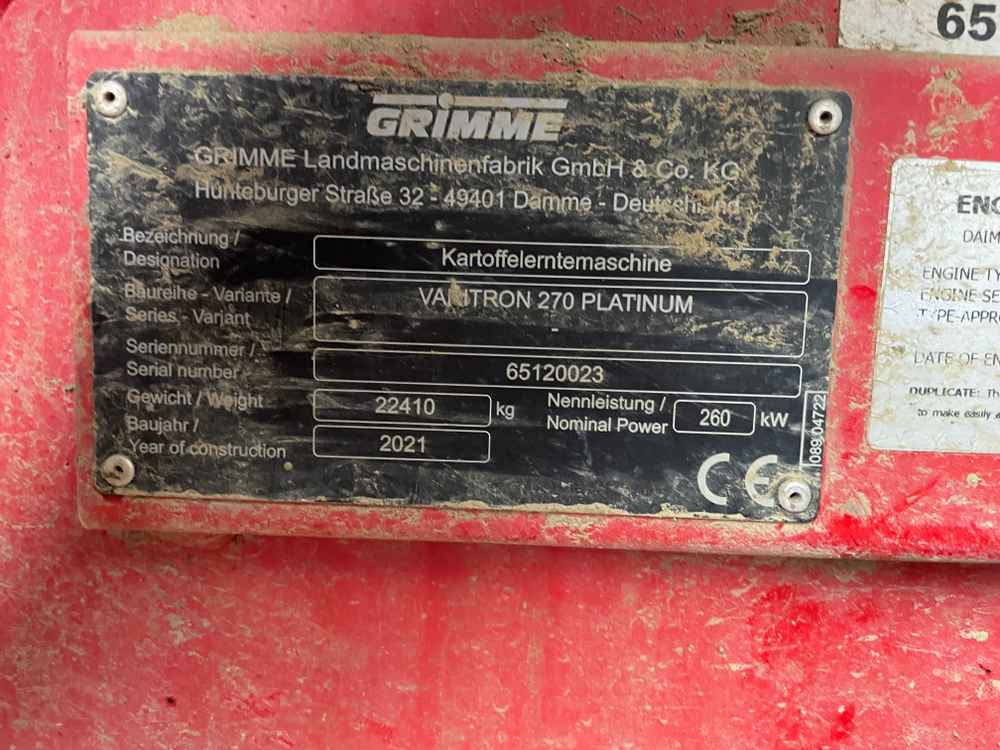 65
GRIMME
GRIMME Landmaschinenfabrik GmbH & Co. KG
Hunteburger Straße 32 - 49401 Damme - Deutschland
Bezeichnung /
Designation
Kartoffelerntemaschine
Baureihe - Variante /
Series - Variant
VARITRON 270 PLATINUM
-
Seriennummer /
Serial number
65120023
Gewicht / Weight
22410 kg
Nennleistung /
Nominal Power
260 kW
Baujahr /
Year of construction
2021
CE
089.04722
ENG
DAIM
ENGINE TY
ENGINE SE
TYPE-APPRO
DATE OF EN
DUPLICATE: Th
to make easily